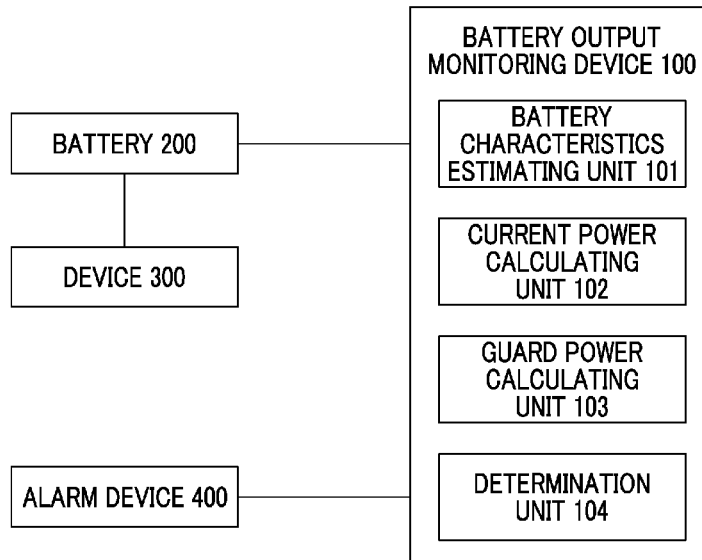 BATTERY OUTPUT
MONITORING DEVICE 100
BATTERY
CHARACTERISTICS
ESTIMATING UNIT 101
BATTERY 200
CURRENT POWER
CALCULATING
UNIT 102
DEVICE 300
GUARD POWER
CALCULATING
UNIT 103
ALARM DEVICE 400
DETERMINATION
UNIT 104